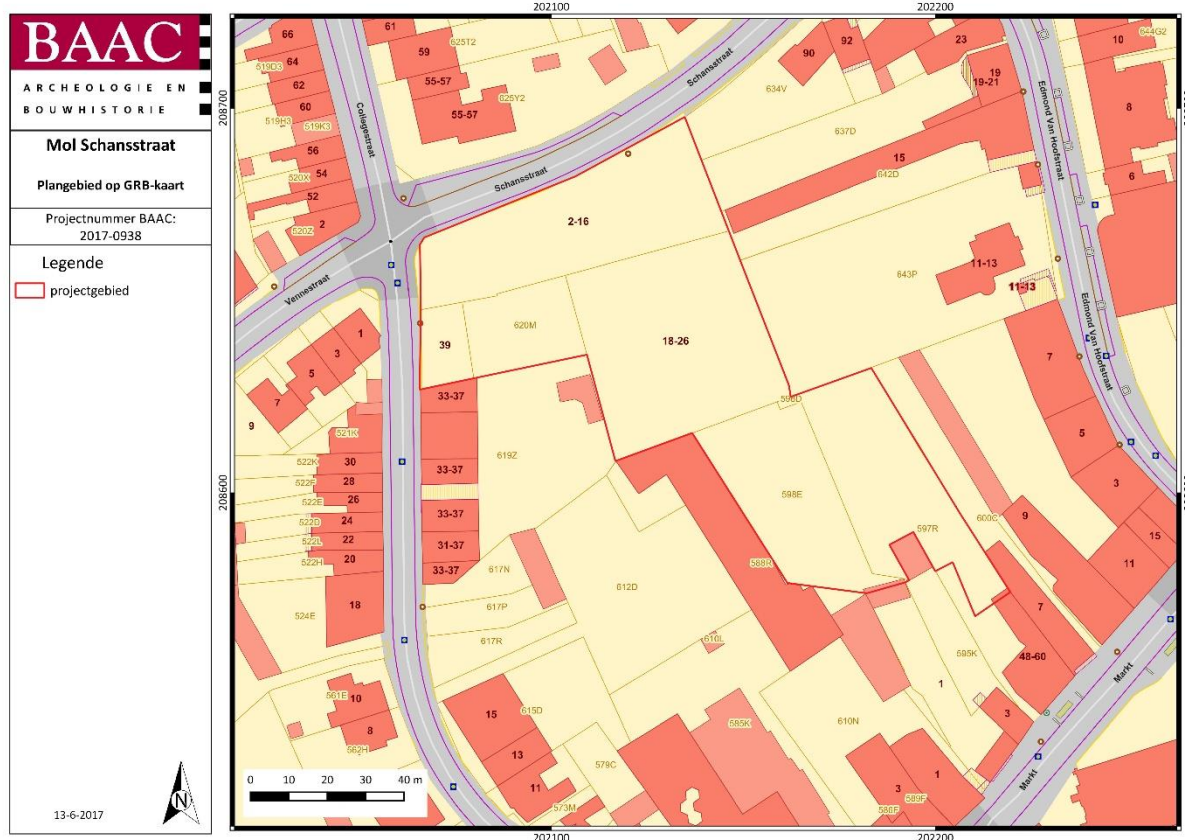 BAAC
ARCHEOLOGIE EN
BOUWHISTORIE
Mol Schansstraat
Plangebied op GRB-kaart
Projectnummer BAAC:
2017-0938
Legende
projectgebied
13-6-2017
N
202100
202200
208700
208600
202100
202200
66
64
62
60
56
54
52
2
519D3
519H3
519K3
520X
520Z
61
59
55-57
55-57
625T2
625Y2
Collegestraat
Schansstraat
Schansstraat
Vennestraat
90
92
634V
637D
23
19
19-21
15
642D
10
644G2
8
6
Edmond Van Hoofstraat
Edmond Van Hoofstraat
2-16
643P
11-13
11-13
39
620M
18-26
1
3
5
7
9
33-37
33-37
33-37
31-37
33-37
521K
522K
30
522F
28
522E
26
522D
24
522L
22
522H
20
524E
18
619Z
598D
598E
597R
600C
588R
7
5
3
9
15
11
7
48-60
617N
617P
617R
612D
610L
595K
1
3
Markt
Markt
561E
10
8
562H
615D
15
13
11
579C
573M
585K
610N
3
1
589F
580F
0 10 20 30 40 m